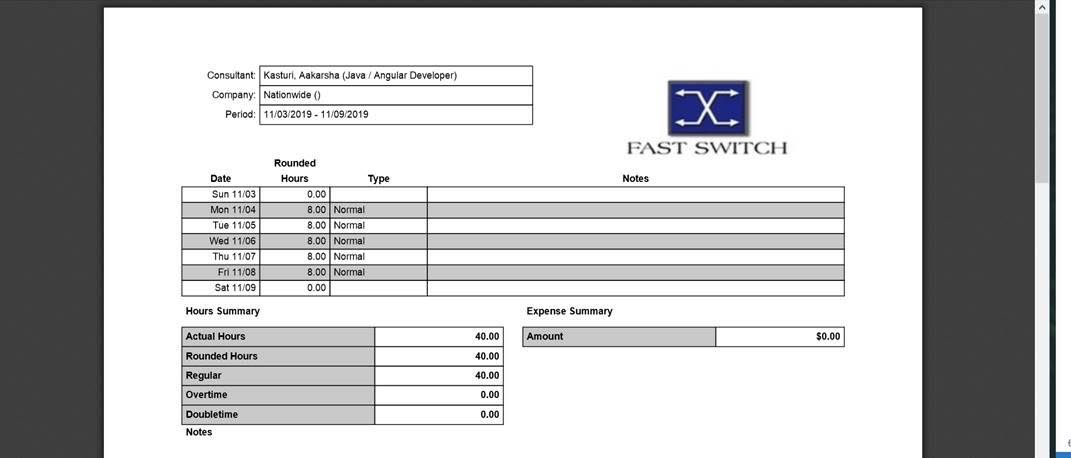 Consultant: Kasturi, Aakarsha (Java / Angular Developer)
Company: Nationwide ()
Period: 11/03/2019 - 11/09/2019
FAST SWITCH
Date Rounded Hours Type Notes
Sun 11/03 0.00
Mon 11/04 8.00 Normal
Tue 11/05 8.00 Normal
Wed 11/06 8.00 Normal
Thu 11/07 8.00 Normal
Fri 11/08 8.00 Normal
Sat 11/09 0.00
Hours Summary
Actual Hours 40.00
Rounded Hours 40.00
Regular 40.00
Overtime 0.00
Doubletime 0.00
Notes
Expense Summary
Amount $0.00